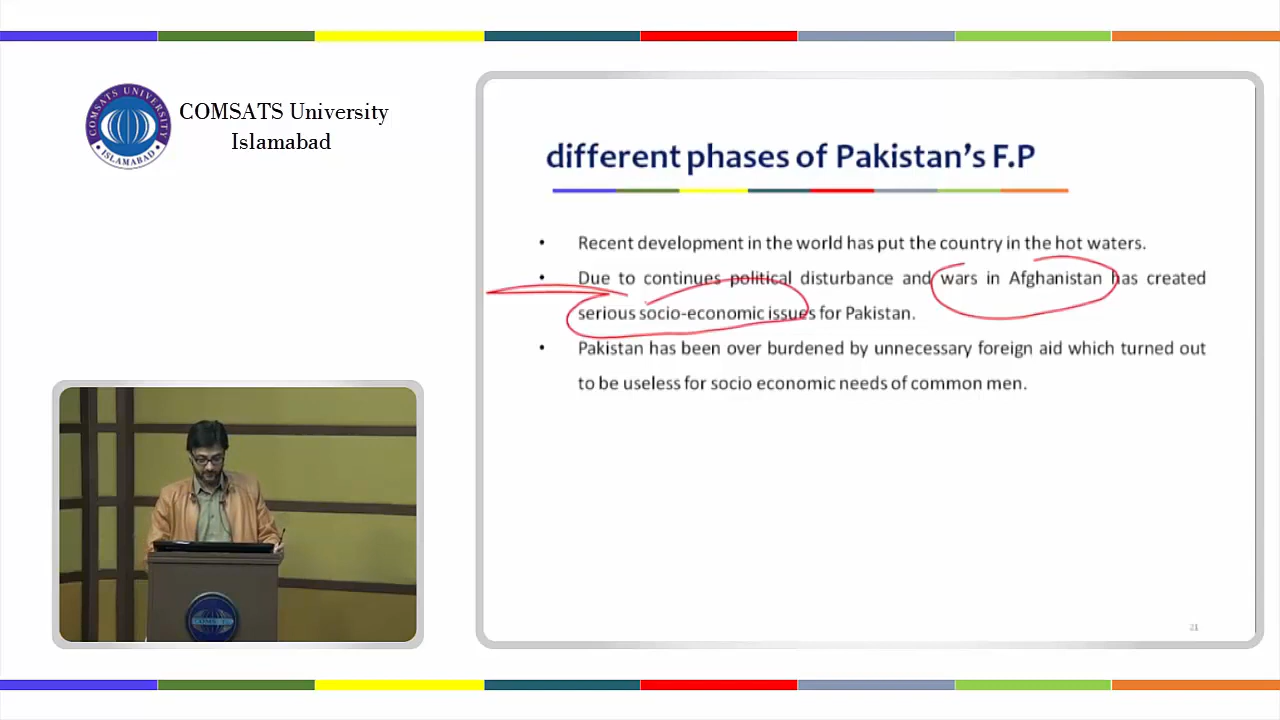 COMSATS UNIVERSITY
ISLAMABAD
COMSATS University
Islamabad
different phases of Pakistan's F.P
• Recent development in the world has put the country in the hot waters.
• Due to continues political disturbance and wars in Afghanistan has created
serious socio-economic issues for Pakistan.
• Pakistan has been over burdened by unnecessary foreign aid which turned out
to be useless for socio economic needs of common men.
21